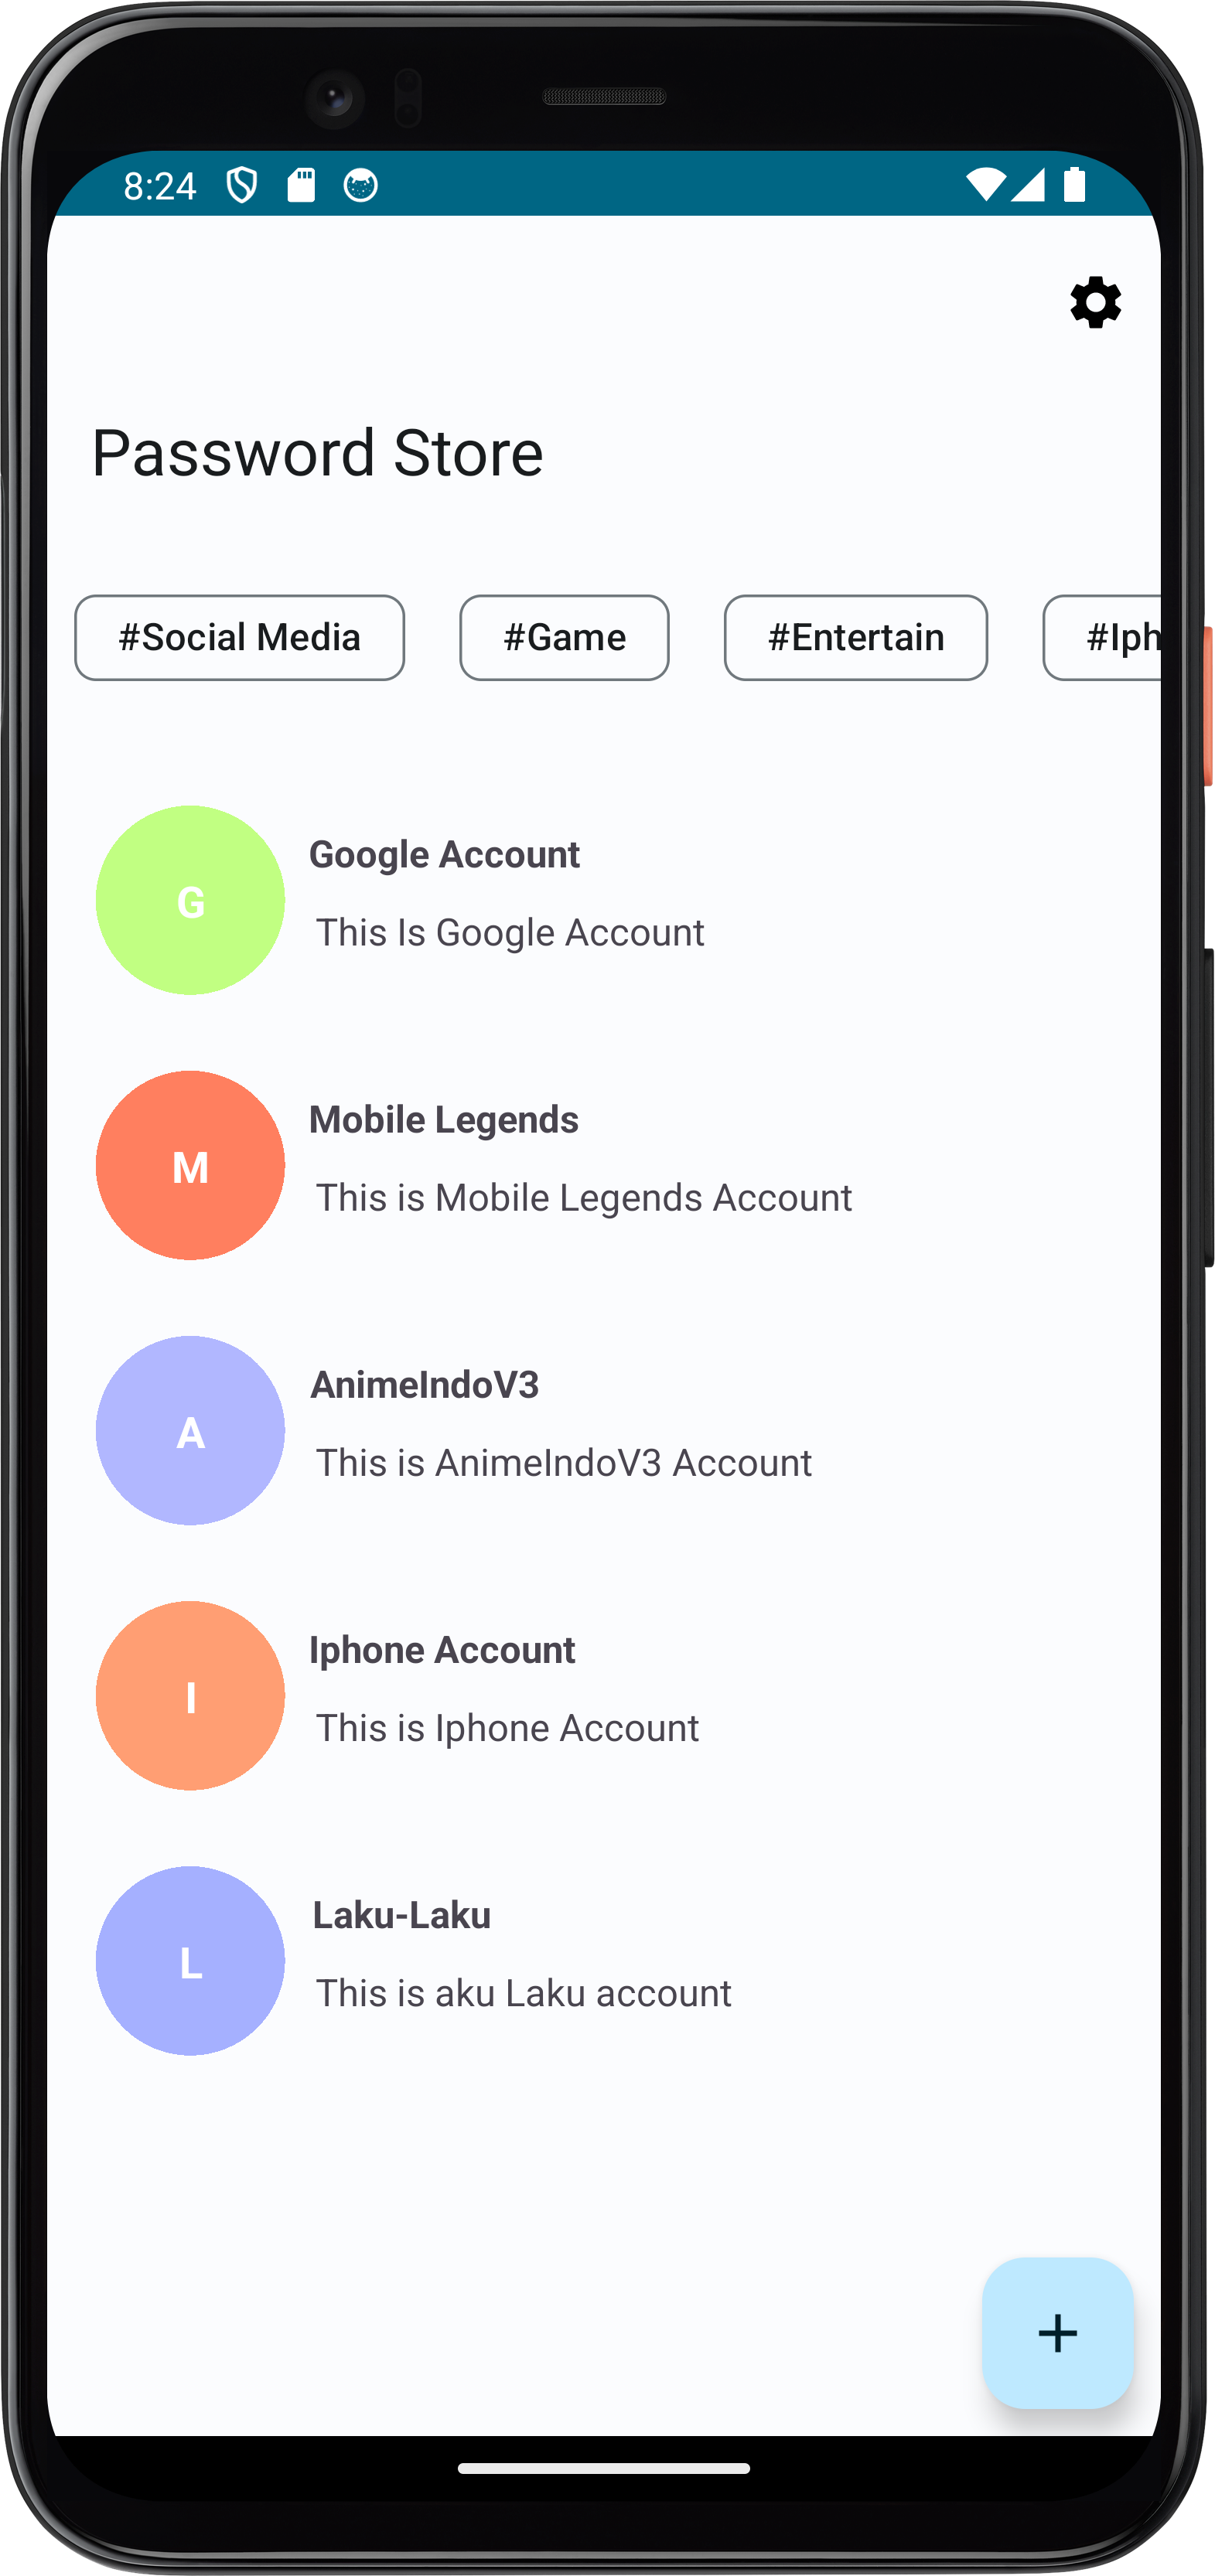 8:24
Password Store
#Social Media #Game #Entertain #Iph
G
Google Account
This Is Google Account
M
Mobile Legends
This is Mobile Legends Account
A
AnimeIndoV3
This is AnimeIndoV3 Account
I
Iphone Account
This is Iphone Account
L
Laku-Laku
This is aku Laku account